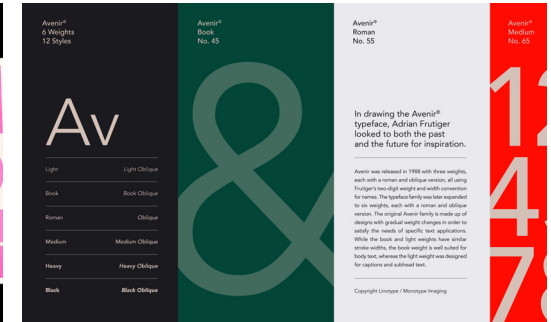 Avenir®
6 Weights
12 Styles
Av
Light Light Oblique
Book Book Oblique
Roman Oblique
Medium Medium Oblique
Heavy Heavy Oblique
Black Black Oblique
Avenir®
Book
No. 45
&
Avenir®
Roman
No. 55
In drawing the Avenir®
typeface, Adrian Frutiger
looked to both the past
and the future for inspiration.
Avenir was released in 1988 with three weights,
each with a roman and oblique version, all using
Frutiger's two-digit weight and width convention
for names. The typeface family was later expanded
to six weights, each with a roman and oblique
version. The original Avenir family is made up of
designs with gradual weight changes in order to
satisfy the needs of specific text applications.
While the book and light weights have similar
stroke widths, the book weight is well suited for
body text, whereas the light weight was designed
for captions and subhead text.
Copyright Linotype / Monotype Imaging
Avenir®
Medium
No. 65
12
4
78